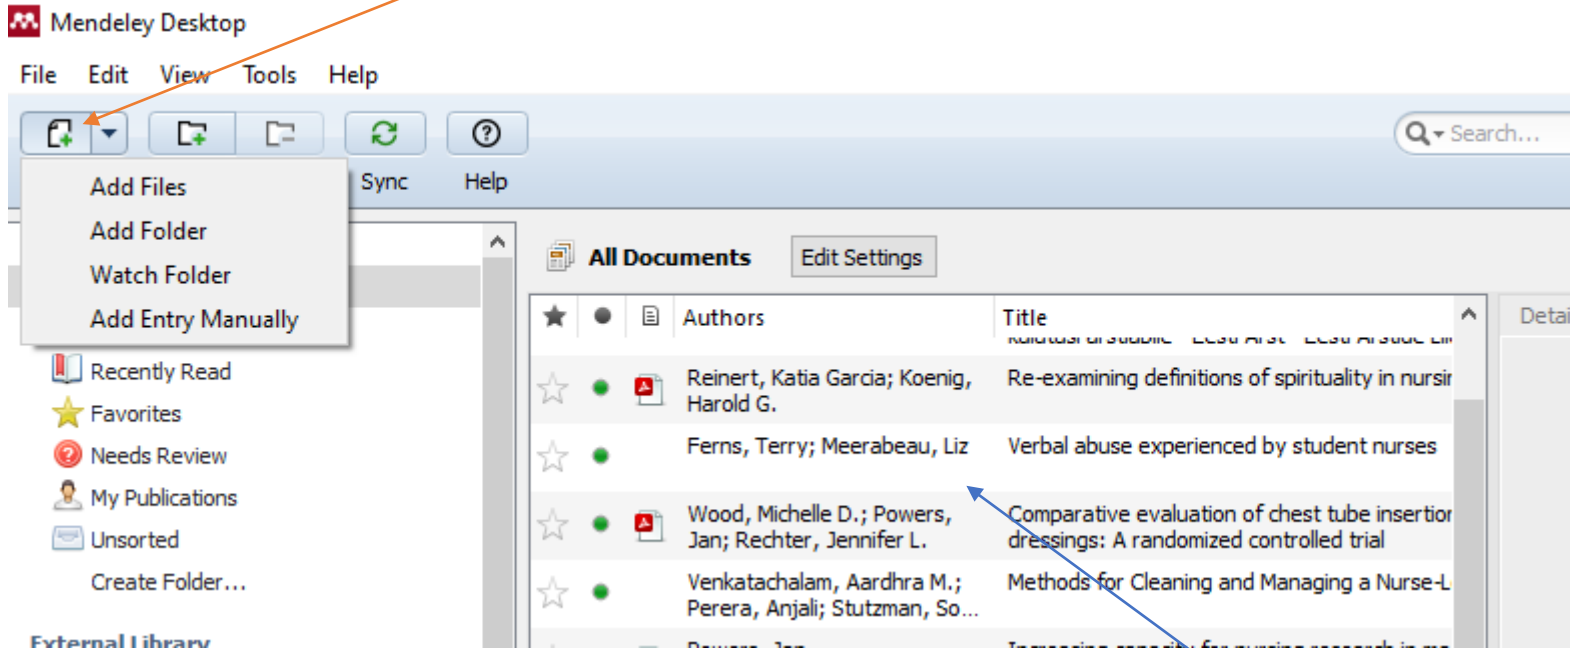 Mendeley Desktop
File Edit View Tools Help
Search...
Add Files
Sync Help
Add Folder
Watch Folder
Add Entry Manually
All Documents Edit Settings
Authors Title
Detai
Recently Read
Reinert, Katia Garcia; Koenig, Harold G.
Re-examining definitions of spirituality in nursin
Favorites
Needs Review
Ferns, Terry; Meerabeau, Liz
Verbal abuse experienced by student nurses
My Publications
Unsorted
Wood, Michelle D.; Powers,
Jan; Rechter, Jennifer L.
Comparative evaluation of chest tube insertion
dressings: A randomized controlled trial
Create Folder...
Venkatachalam, Aardhra M.;
Perera, Anjali; Stutzman, So...
Methods for Cleaning and Managing a Nurse-L
External Library